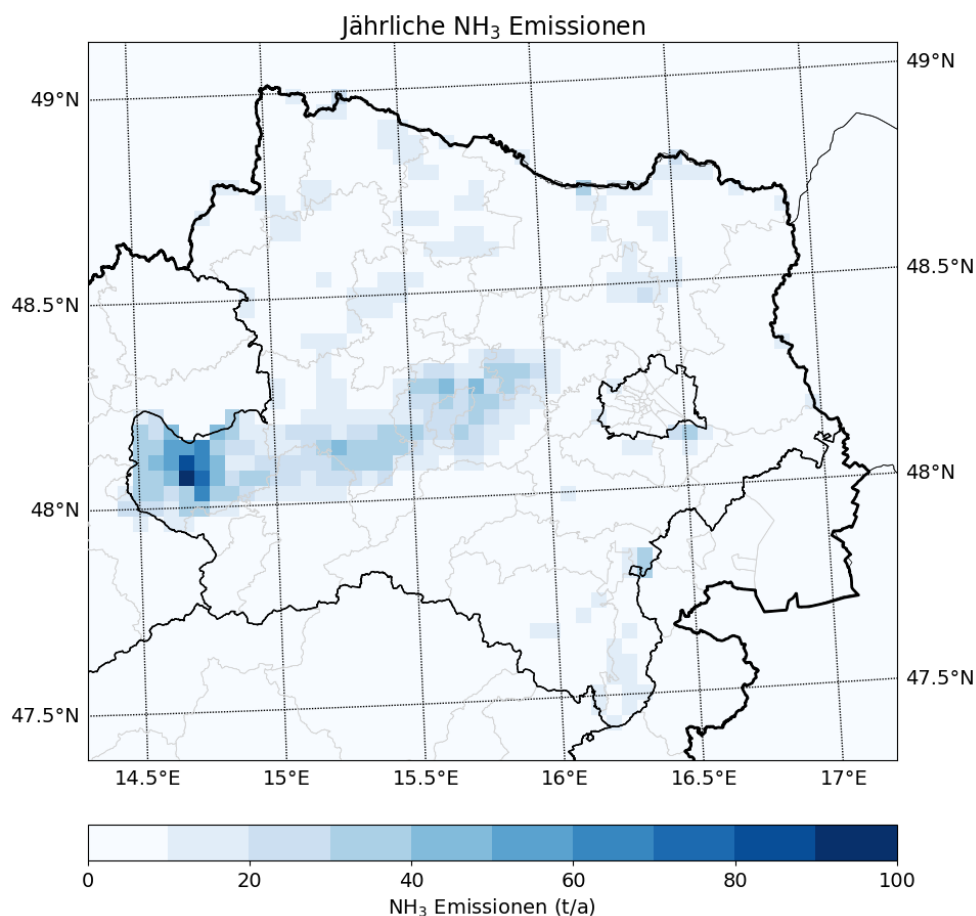 Jährliche NH₃ Emissionen
49°N
49°N
48.5°N
48.5°N
48°N
48°N
47.5°N
47.5°N
14.5°E 15°E 15.5°E 16°E 16.5°E 17°E
0 20 40 60 80 100
NH₃ Emissionen (t/a)